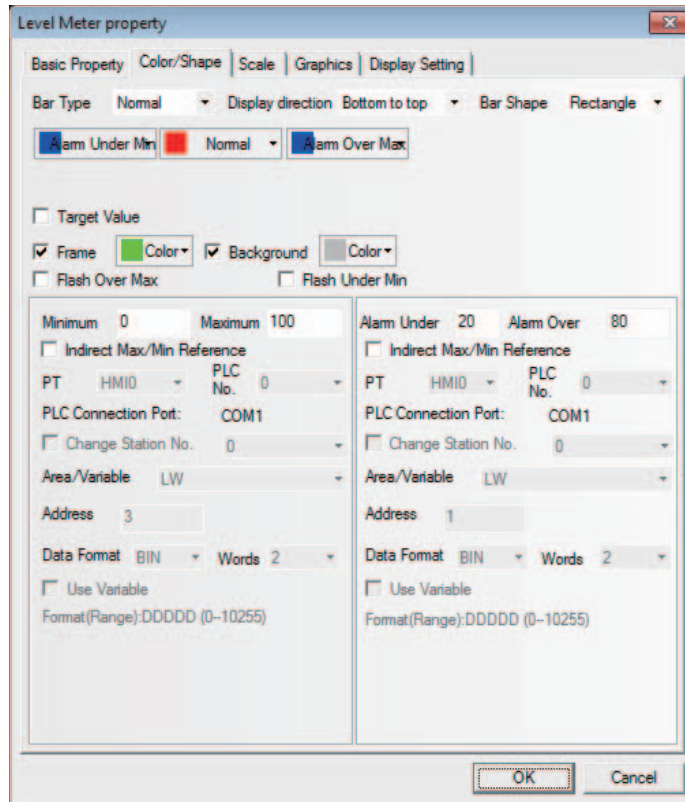 Level Meter property
Basic Property Color/Shape Scale Graphics Display Setting
Bar Type Normal Display direction Bottom to top Bar Shape Rectangle
Alarm Under Min Normal Alarm Over Max
Target Value
Frame Color Background Color
Flash Over Max Flash Under Min
Minimum 0 Maximum 100
Indirect Max/Min Reference
PT HMI0 PLC No. 0
PLC Connection Port: COM1
Change Station No. 0
Area/Variable LW
Address 3
Data Format BIN Words 2
Use Variable
Format(Range):DDDDD (0--10255)
Alarm Under 20 Alarm Over 80
Indirect Max/Min Reference
PT HMI0 PLC No. 0
PLC Connection Port: COM1
Change Station No. 0
Area/Variable LW
Address 1
Data Format BIN Words 2
Use Variable
Format(Range):DDDDD (0--10255)
OK Cancel